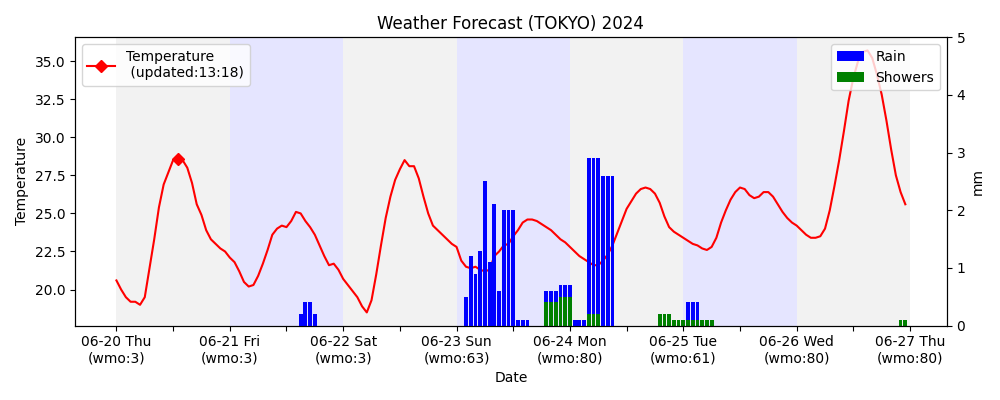 Weather Forecast (TOKYO) 2024
Temperature
(updated:13:18)
Rain
Showers
35.0
32.5
30.0
27.5
25.0
22.5
20.0
Temperature
5
4
3
2
1
0
mm
06-20 Thu
(wmo:3)
06-21 Fri
(wmo:3)
06-22 Sat
(wmo:3)
06-23 Sun
(wmo:63)
06-24 Mon
(wmo:80)
06-25 Tue
(wmo:61)
06-26 Wed
(wmo:80)
06-27 Thu
(wmo:80)
Date